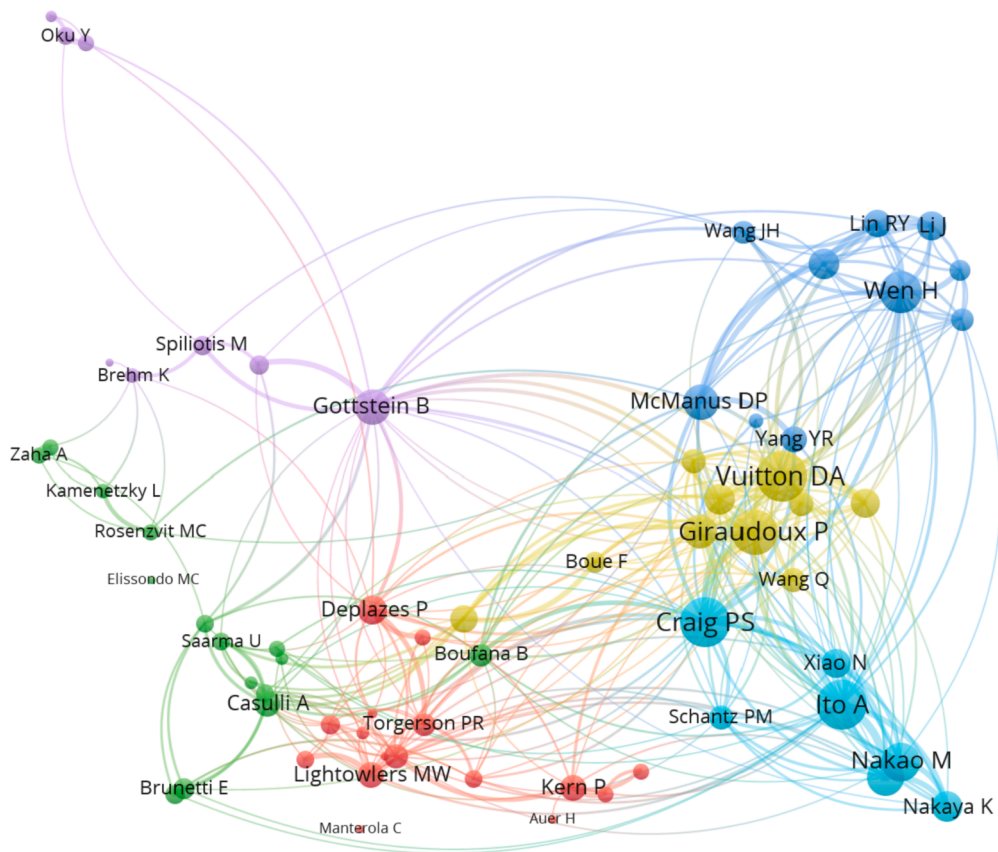 Oku Y
Lin RY
Li J
Wang JH
Wen H
Spiliotis M
Brehm K
Gottstein B
McManus DP
Yang YR
Zaha A
Vuitton DA
Kamenetzky L
Rosenzvit MC
Giraudoux P
Boue F
Elissondo MC
Wang Q
Deplazes P
Craig PS
Saarma U
Boufana B
Xiao N
Casulli A
Ito A
Schantz PM
Torgerson PR
Nakao M
Lightowlers MW
Brunetti E
Kern P
Nakaya K
Auer H
Manterola C